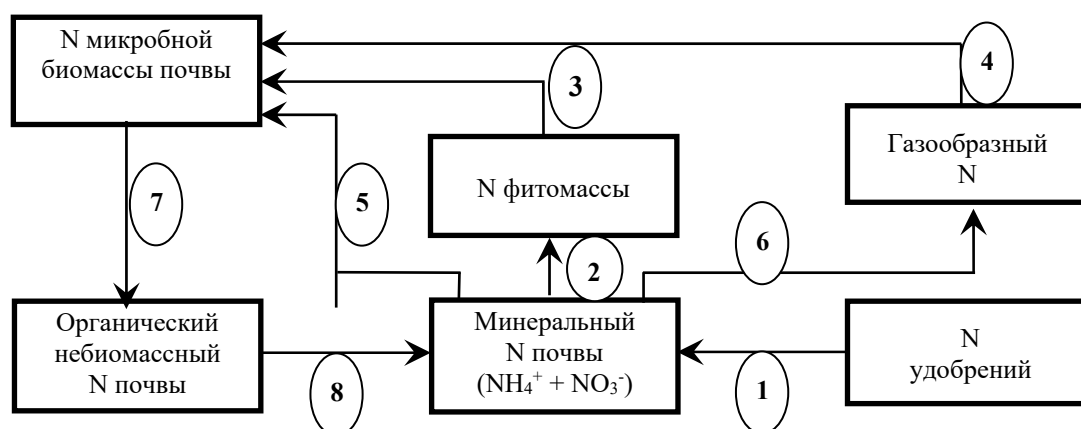 N микробной
биомассы почвы
4
3
Газообразный
N
N фитомассы
7
5
6
2
Органический
небиомассный
N почвы
Минеральный
N почвы
(NH₄⁺ + NO₃⁻)
N
удобрений
8
1